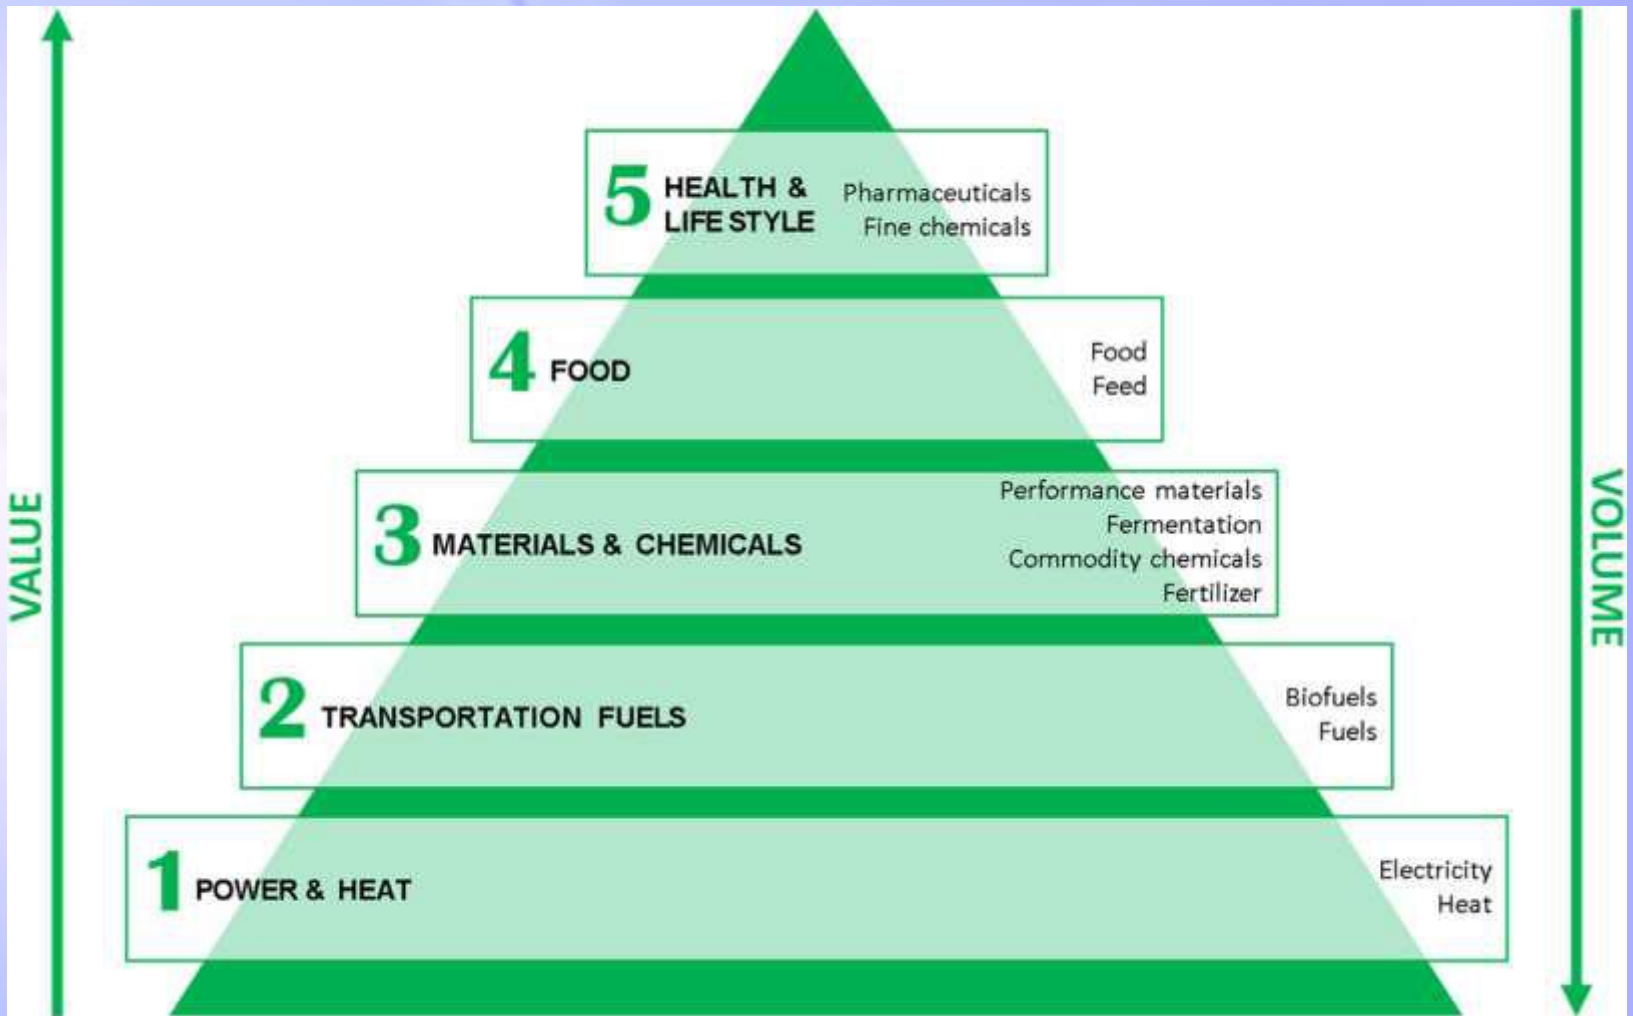 VALUE
VOLUME
5 HEALTH &
LIFE STYLE
Pharmaceuticals
Fine chemicals
4 FOOD
Food
Feed
3 MATERIALS & CHEMICALS
Performance materials
Fermentation
Commodity chemicals
Fertilizer
2 TRANSPORTATION FUELS
Biofuels
Fuels
1 POWER & HEAT
Electricity
Heat